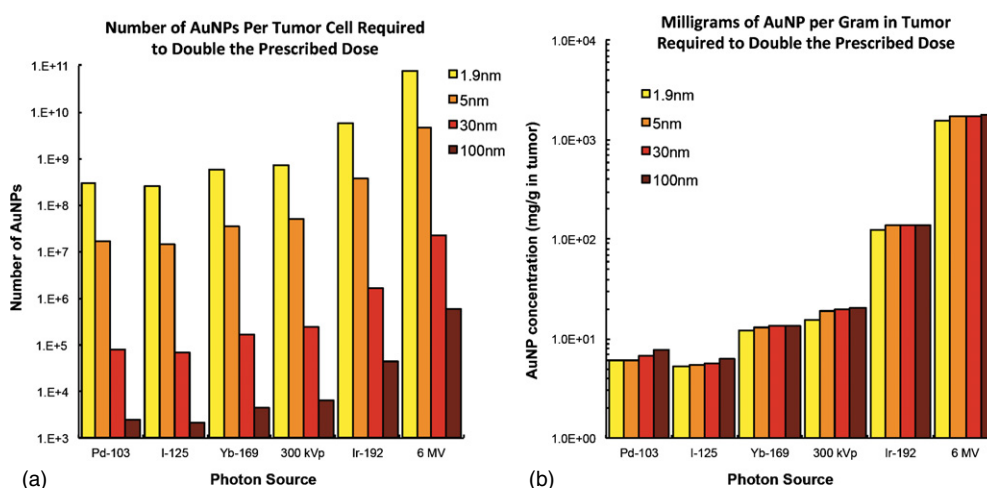 Number of AuNPs Per Tumor Cell Required
to Double the Prescribed Dose
Number of AuNPs
1.E+11
1.E+10
1.E+9
1.E+8
1.E+7
1.E+6
1.E+5
1.E+4
1.E+3
1.9nm
5nm
30nm
100nm
Pd-103 I-125 Yb-169 300 kVp Ir-192 6 MV
Photon Source
(a)
Milligrams of AuNP per Gram in Tumor
Required to Double the Prescribed Dose
AuNP concentration (mg/g in tumor)
1.0E+04
1.0E+03
1.0E+02
1.0E+01
1.0E+00
1.9nm
5nm
30nm
100nm
Pd-103 I-125 Yb-169 300 kVp Ir-192 6 MV
Photon Source
(b)